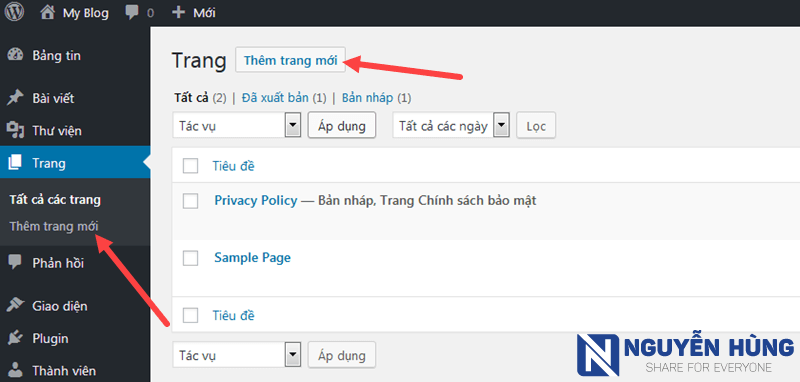 My Blog 0 Mới
Bảng tin
Bài viết
Thư viện
Trang
Tất cả các trang
Thêm trang mới
Phản hồi
Giao diện
Plugin
Thành viên
Trang Thêm trang mới
Tất cả (2) | Đã xuất bản (1) | Bản nháp (1)
Tác vụ Áp dụng Tất cả các ngày Lọc
Tiêu đề
Privacy Policy — Bản nháp, Trang Chính sách bảo mật
Sample Page
Tiêu đề
Tác vụ Áp dụng
NGUYỄN HÙNG
SHARE FOR EVERYONE